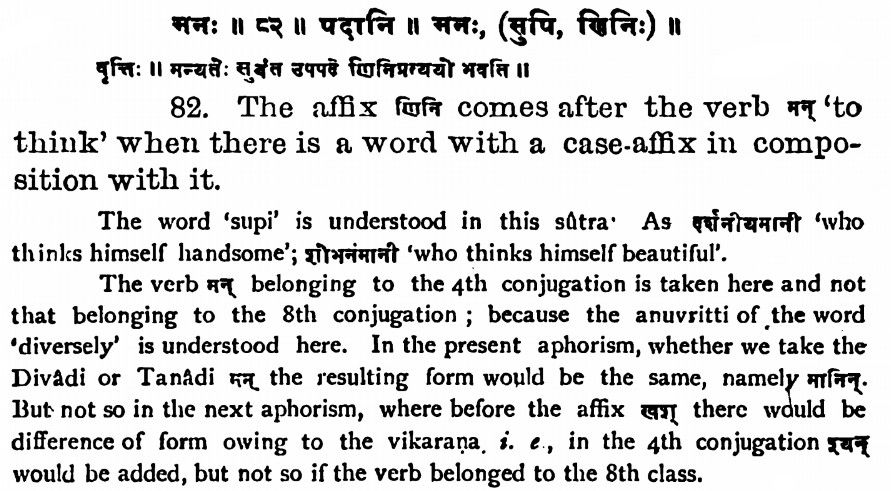 मनः ॥ ८२ ॥ पदानि ॥ मनः, (सुपि, णिनिः) ॥
वृत्तिः ॥ मन्यतेः सुबंत उपपदे णिनिप्रत्ययो भवति ॥
82. The affix णिनि comes after the verb मन् ‘to
think’ when there is a word with a case-affix in compo-
sition with it.
The word ‘supi’ is understood in this sûtra· As दर्शनीयमानी ‘who
thinks himself handsome’; शोभनंमानी ‘who thinks himself beautiful’.
The verb मन् belonging to the 4th conjugation is taken here and not
that belonging to the 8th conjugation ; because the anuvritti of the word
‘diversely’ is understood here. In the present aphorism, whether we take the
Divâdi or Tanâdi मन् the resulting form would be the same, namely मानिन्.
But not so in the next aphorism, where before the affix खश् there would be
difference of form owing to the vikaraṇa. i. e., in the 4th conjugation श्यन्
would be added, but not so if the verb belonged to the 8th class.